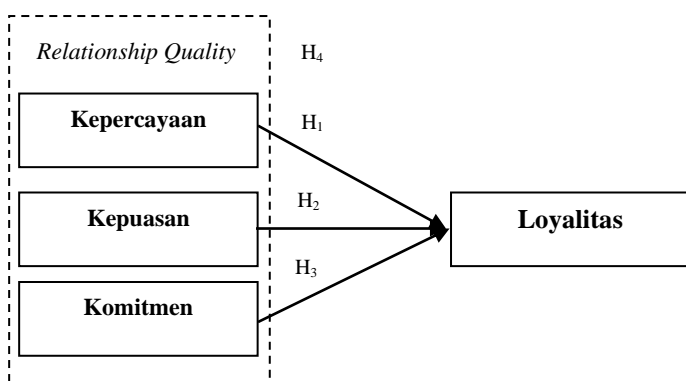 Relationship Quality
H₄
Kepercayaan
H₁
Kepuasan
H₂
Loyalitas
H₃
Komitmen